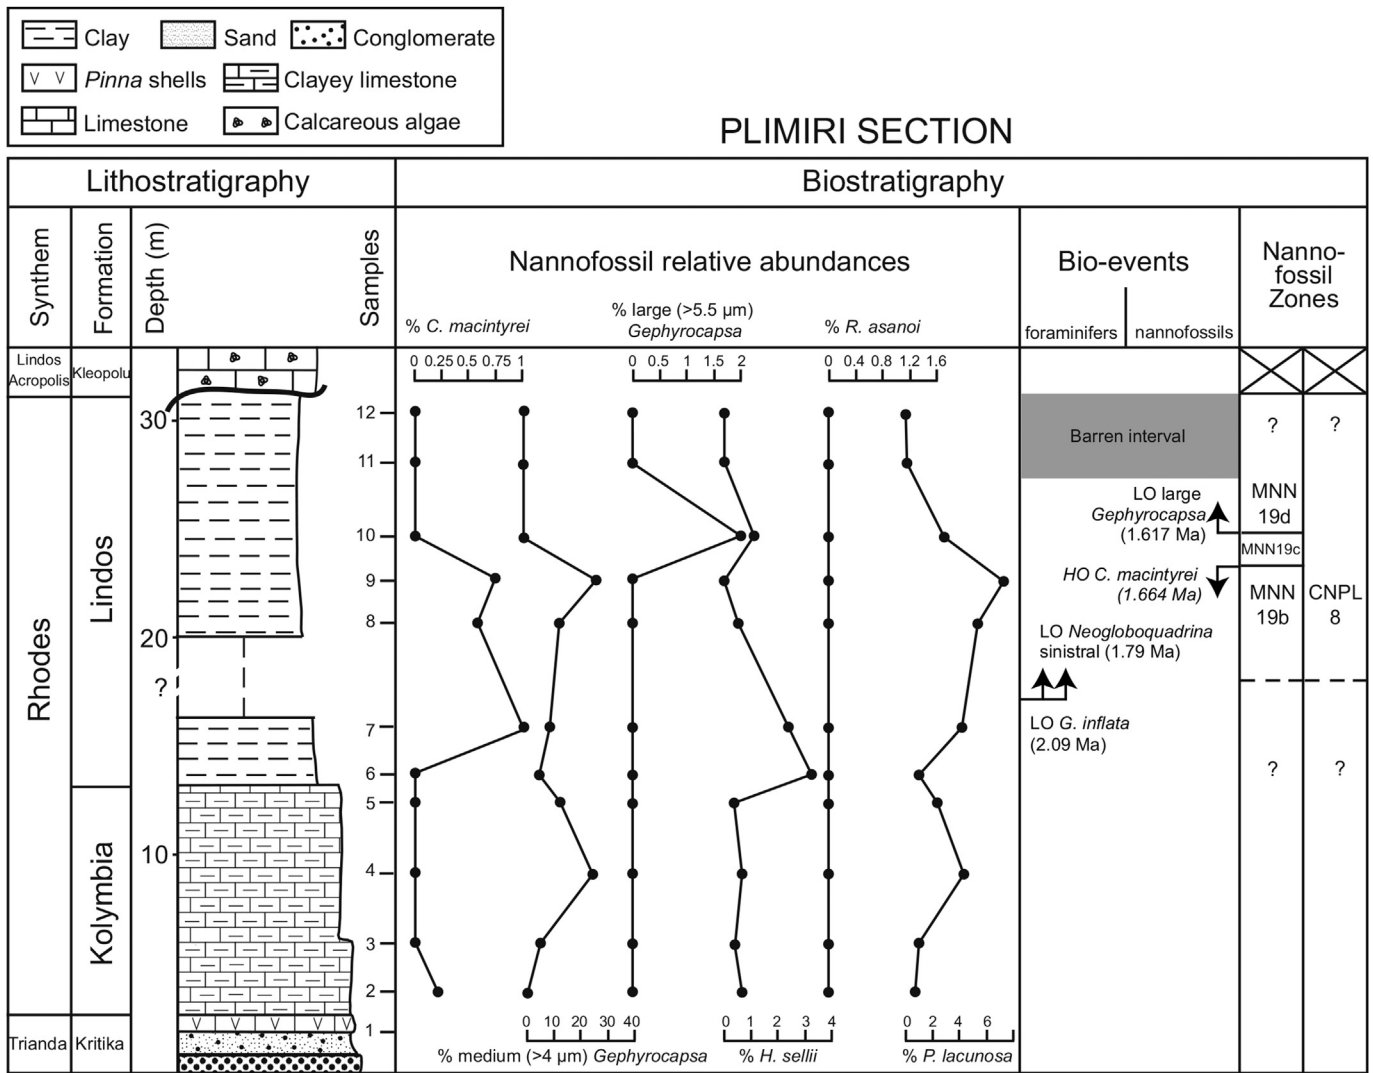 Clay Sand Conglomerate
Pinna shells Clayey limestone
Limestone Calcareous algae
PLIMIRI SECTION
Lithostratigraphy Biostratigraphy
Synthem
Formation
Depth (m)
Samples
Nannofossil relative abundances
% C. macintyrei
% large (>5.5 µm)
Gephyrocapsa
% R. asanoi
Bio-events
foraminifers nannofossils
Nanno-
fossil
Zones
Lindos
Acropolis
Kleopolu
0 0.25 0.5 0.75 1
0 0.5 1 1.5 2
0 0.4 0.8 1.2 1.6
Rhodes
Lindos
Kolymbia
Trianda Kritika
30
20
?
10
12
11
10
9
8
7
6
5
4
3
2
1
Barren interval
? ?
LO large
Gephyrocapsa
(1.617 Ma)
MNN
19d
MNN19c
HO C. macintyrei
(1.664 Ma)
MNN
19b
CNPL
8
LO Neogloboquadrina
sinistral (1.79 Ma)
LO G. inflata
(2.09 Ma)
? ?
0 10 20 30 40
0 1 2 3 4
0 2 4 6
% medium (>4 µm) Gephyrocapsa % H. sellii % P. lacunosa